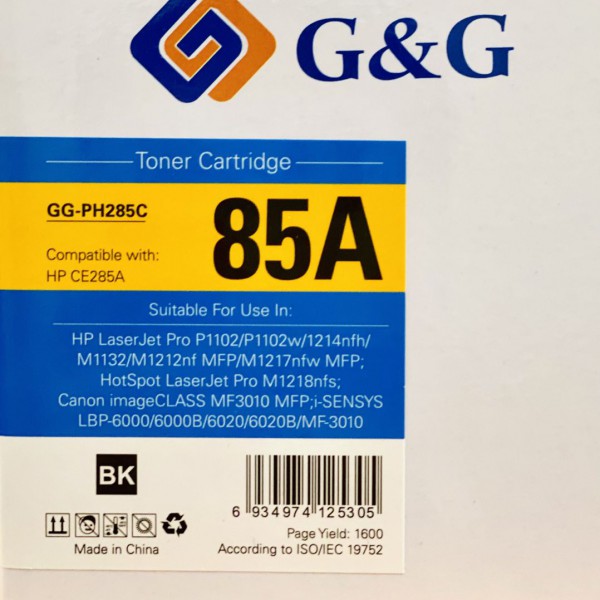 G&G
Toner Cartridge
GG-PH285C
85A
Compatible with:
HP CE285A
Suitable For Use In:
HP LaserJet Pro P1102/P1102w/1214nfh/
M1132/M1212nf MFP/M1217nfw MFP;
HotSpot LaserJet Pro M1218nfs;
Canon imageCLASS MF3010 MFP;i-SENSYS
LBP-6000/6000B/6020/6020B/MF-3010
BK
6 934974 125305
Page Yield: 1600
Made in China
According to ISO/IEC 19752